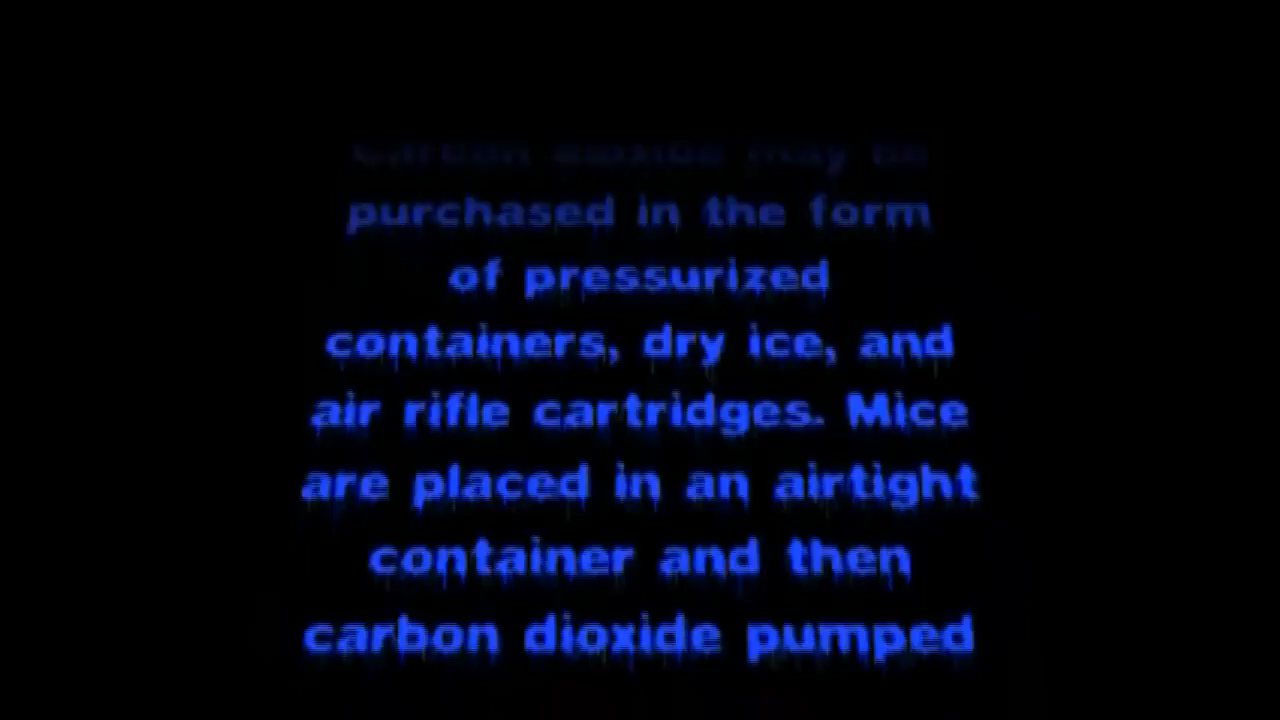 Carbon dioxide may be
purchased in the form
of pressurized
containers, dry ice, and
air rifle cartridges. Mice
are placed in an airtight
container and then
carbon dioxide pumped